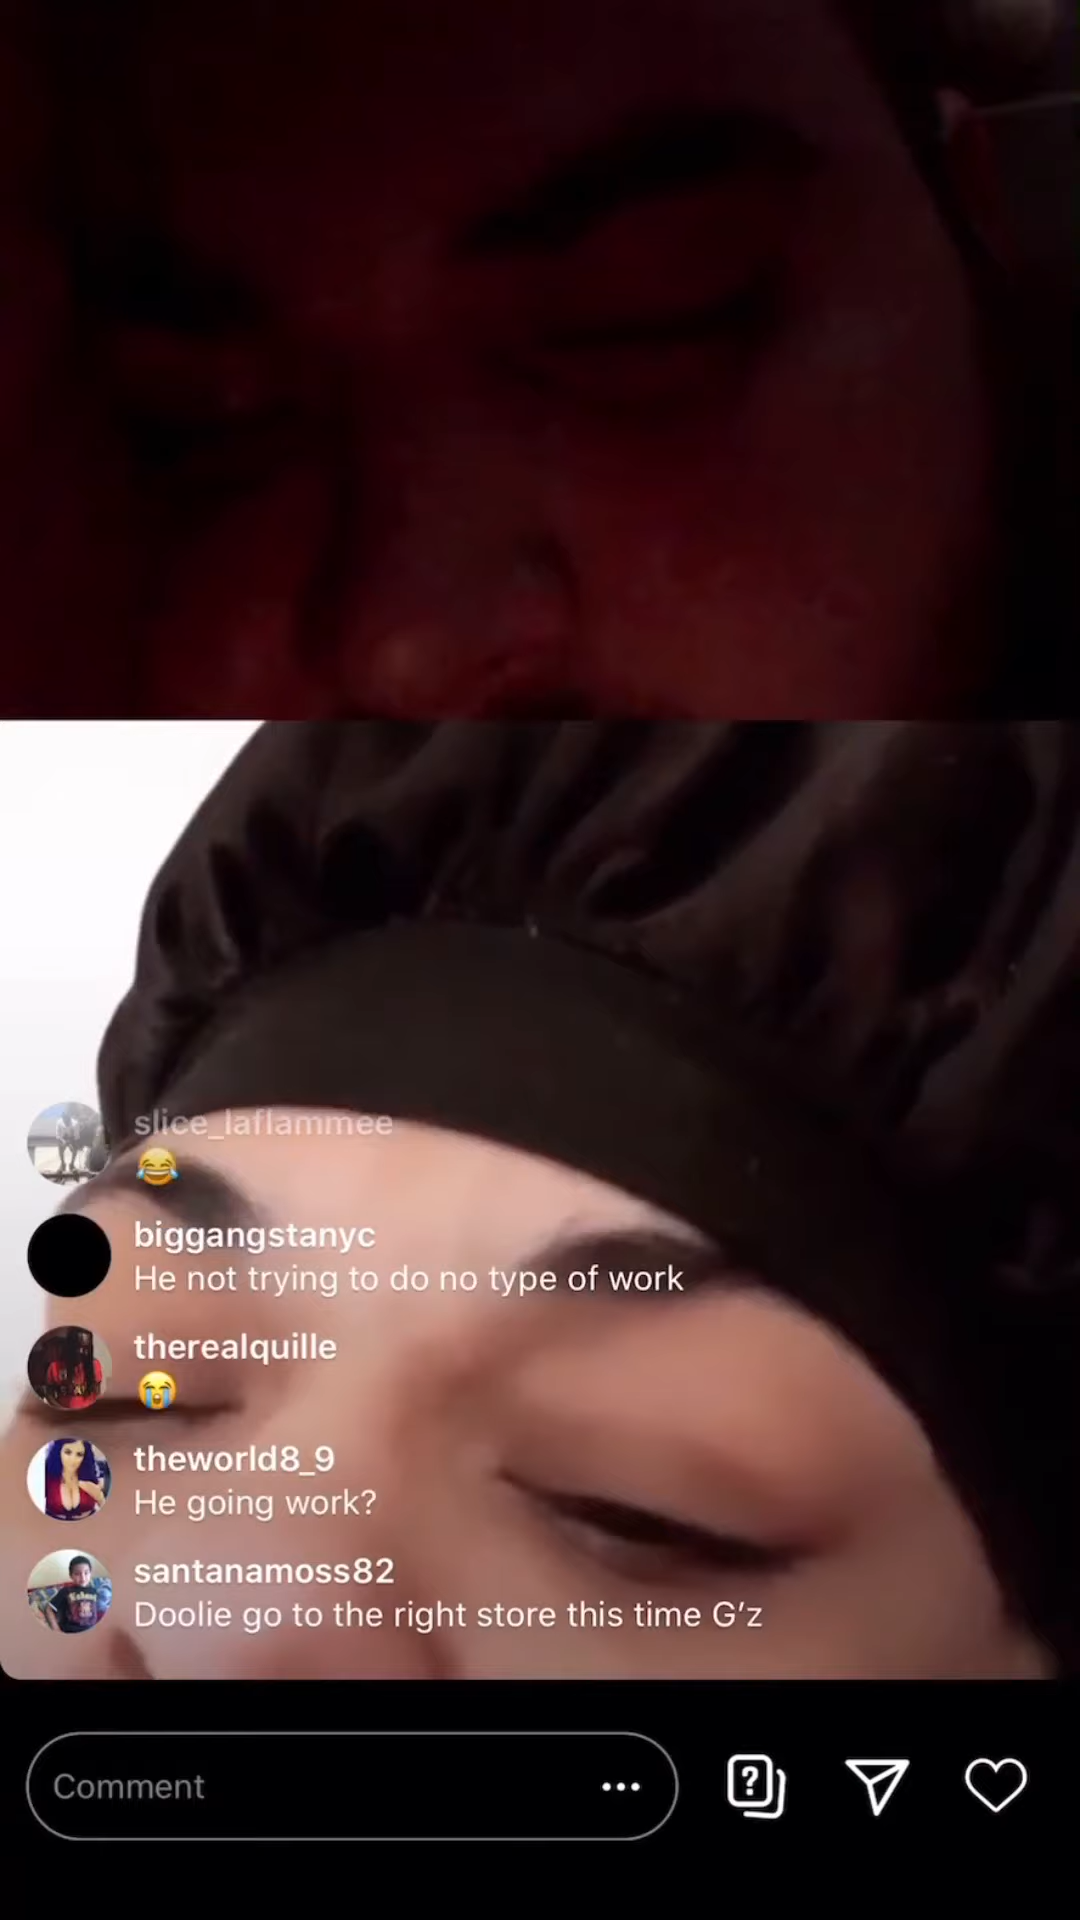 slice_laflammee
😂
biggangstanyc
He not trying to do no type of work
therealquille
😭
theworld8_9
He going work?
santanamoss82
Doolie go to the right store this time G’z
Comment